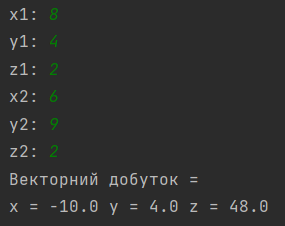 x1: 8
y1: 4
z1: 2
x2: 6
y2: 9
z2: 2
Векторний добуток =
x = -10.0 y = 4.0 z = 48.0